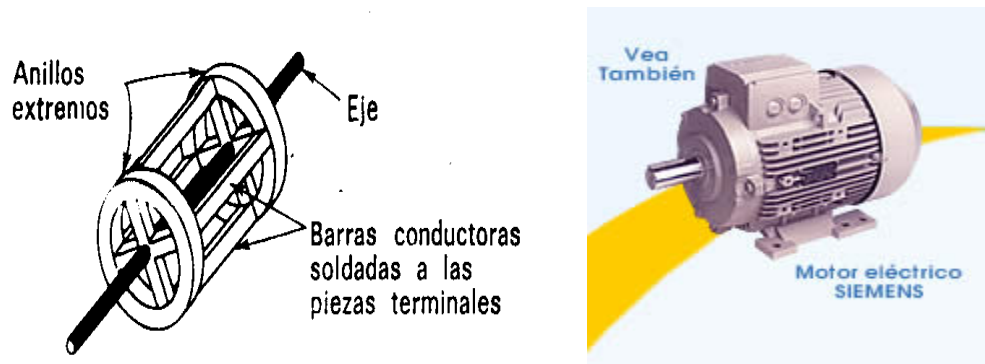 Anillos
extremos
Eje
Barras conductoras
soldadas a las
piezas terminales
Vea
También
Motor eléctrico
SIEMENS